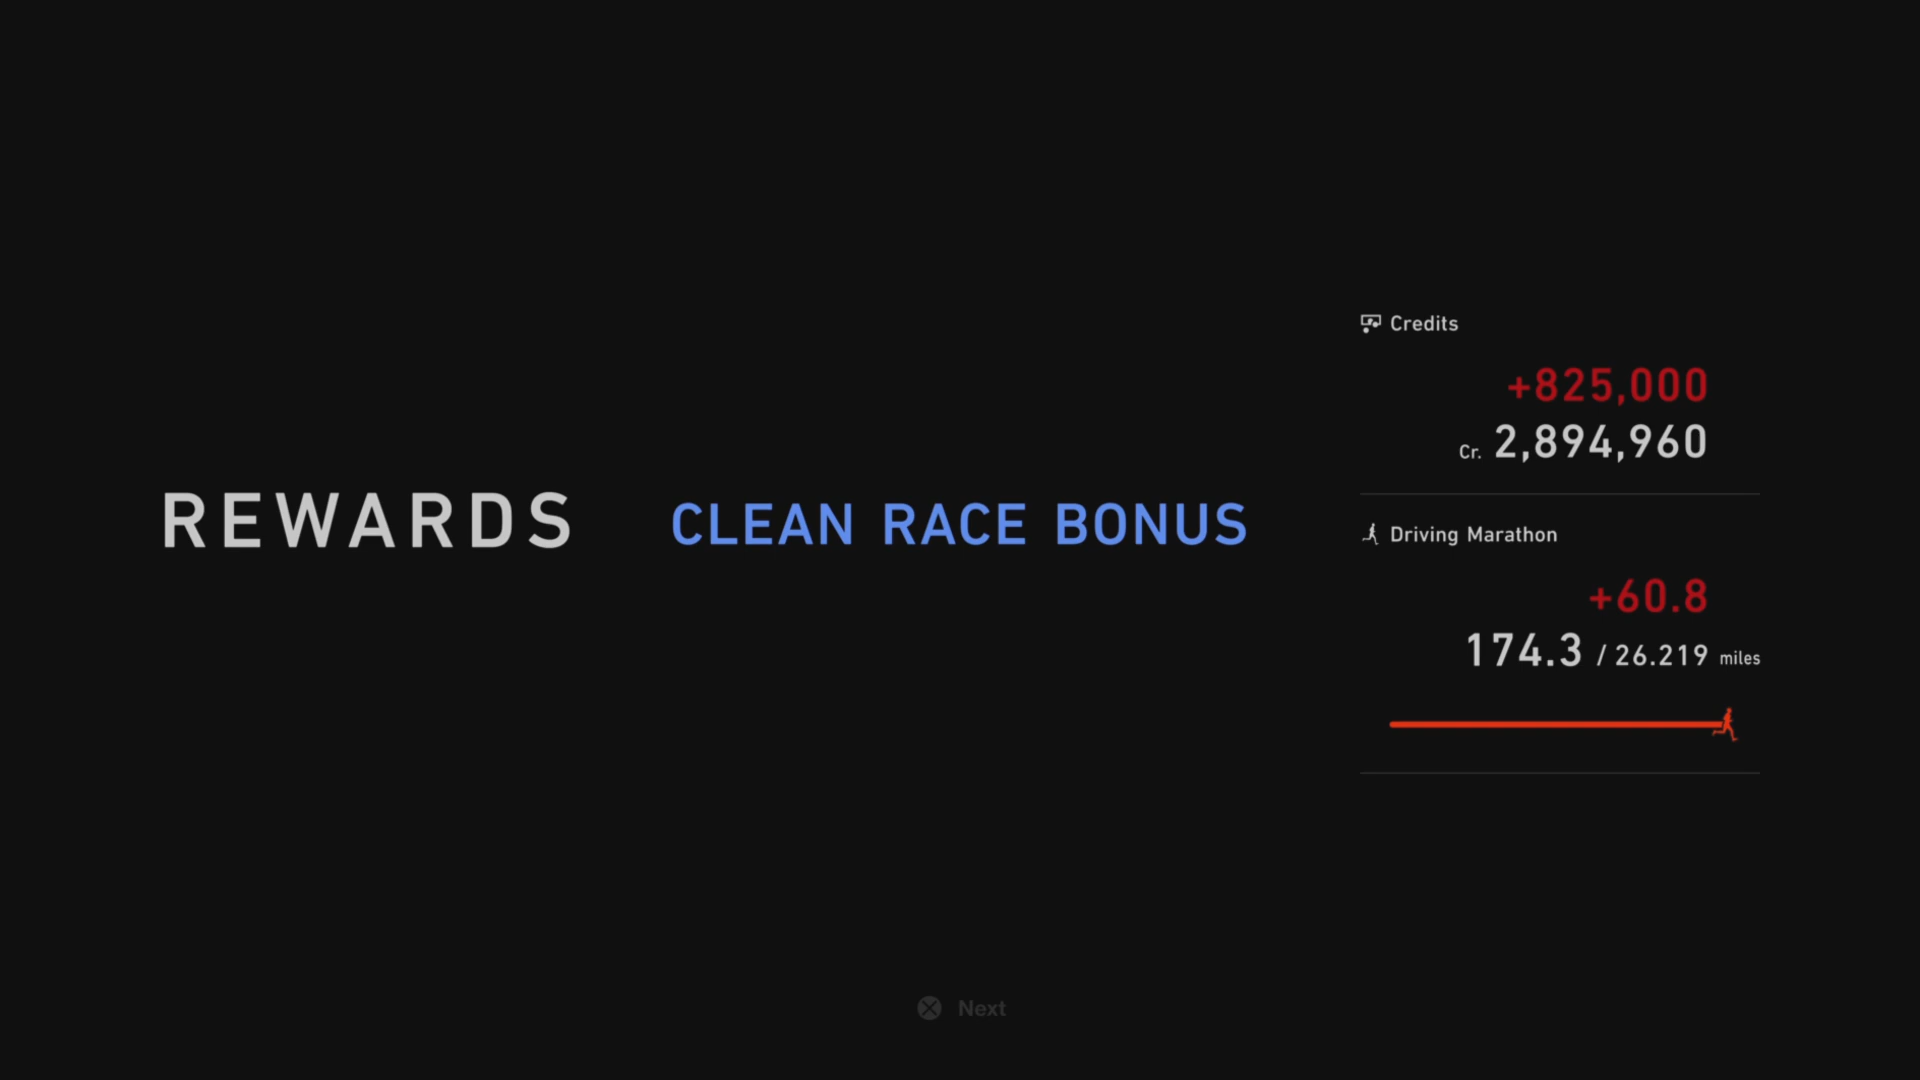 REWARDS
CLEAN RACE BONUS
Credits
+825,000
Cr. 2,894,960
Driving Marathon
+60.8
174.3 / 26.219 miles
Next